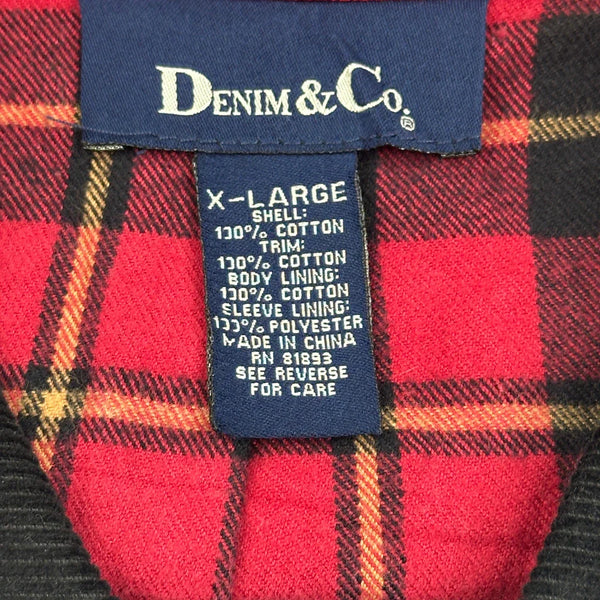 DENIM & CO.®
X-LARGE
SHELL:
100% COTTON
TRIM:
100% COTTON
BODY LINING:
100% COTTON
SLEEVE LINING:
100% POLYESTER
MADE IN CHINA
RN 81893
SEE REVERSE
FOR CARE